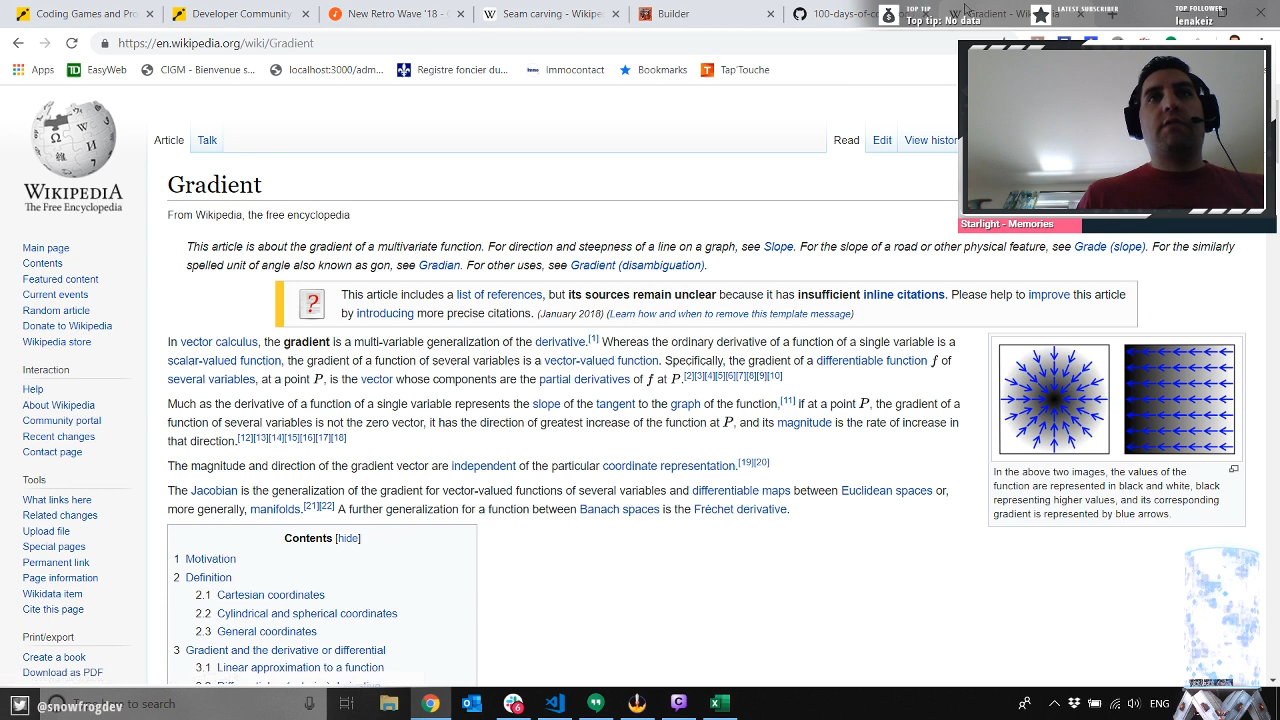 Coding Games and Pro
Coding Games and Pro
- Wikipe
Builder
100-days-of-co
Gradient - Wikipe
TOP TIP
Top tip: No data
LATEST SUBSCRIBER
TOP FOLLOWER
lenakeiz
https://en.wikipedia.org/wiki/
Apps
EasyWeb
CIGM - Bienvenue s...
Immicontact
Bookmarks
Tap Touche
Starlight - Memories
WIKIPEDIA
The Free Encyclopedia
Main page
Contents
Featured content
Current events
Random article
Donate to Wikipedia
Wikipedia store
Interaction
Help
About Wikipedia
Community portal
Recent changes
Contact page
Tools
What links here
Related changes
Upload file
Special pages
Permanent link
Page information
Wikidata item
Cite this page
Print/export
Create a book
Download as PDF
Article Talk
Read Edit View histor
Gradient
From Wikipedia, the free encyclopedia
This article is about the gradient of a multivariate function. For direction and steepness of a line on a graph, see Slope. For the slope of a road or other physical feature, see Grade (slope). For the similarly
spelled unit of angle also known as gon, see Gradian. For other uses, see Gradient (disambiguation).
?
This article includes a list of references, but its sources remain unclear because it has insufficient inline citations. Please help to improve this article
by introducing more precise citations. (January 2018) (Learn how and when to remove this template message)
In vector calculus, the gradient is a multi-variable generalization of the derivative.[1] Whereas the ordinary derivative of a function of a single variable is a
scalar-valued function, the gradient of a function of several variables is a vector-valued function. Specifically, the gradient of a differentiable function f of
several variables, at a point P, is the vector whose components are the partial derivatives of f at P.[2][3][4][5][6][7][8][9][10]
Much as the derivative of a function of a single variable represents the slope of the tangent to the graph of the function,[11] if at a point P, the gradient of a
function of several variables is not the zero vector, it has the direction of greatest increase of the function at P, and its magnitude is the rate of increase in
that direction.[12][13][14][15][16][17][18]
The magnitude and direction of the gradient vector are independent of the particular coordinate representation.[19][20]
The Jacobian is the generalization of the gradient for vector-valued functions of several variables and differentiable maps between Euclidean spaces or,
more generally, manifolds.[21][22] A further generalization for a function between Banach spaces is the Fréchet derivative.
In the above two images, the values of the
function are represented in black and white, black
representing higher values, and its corresponding
gradient is represented by blue arrows.
Contents [hide]
1 Motivation
2 Definition
2.1 Cartesian coordinates
2.2 Cylindrical and spherical coordinates
2.3 General coordinates
3 Gradient and the derivative or differential
3.1 Linear approximation to a function
@snowfrogdev
to search
6
ENG